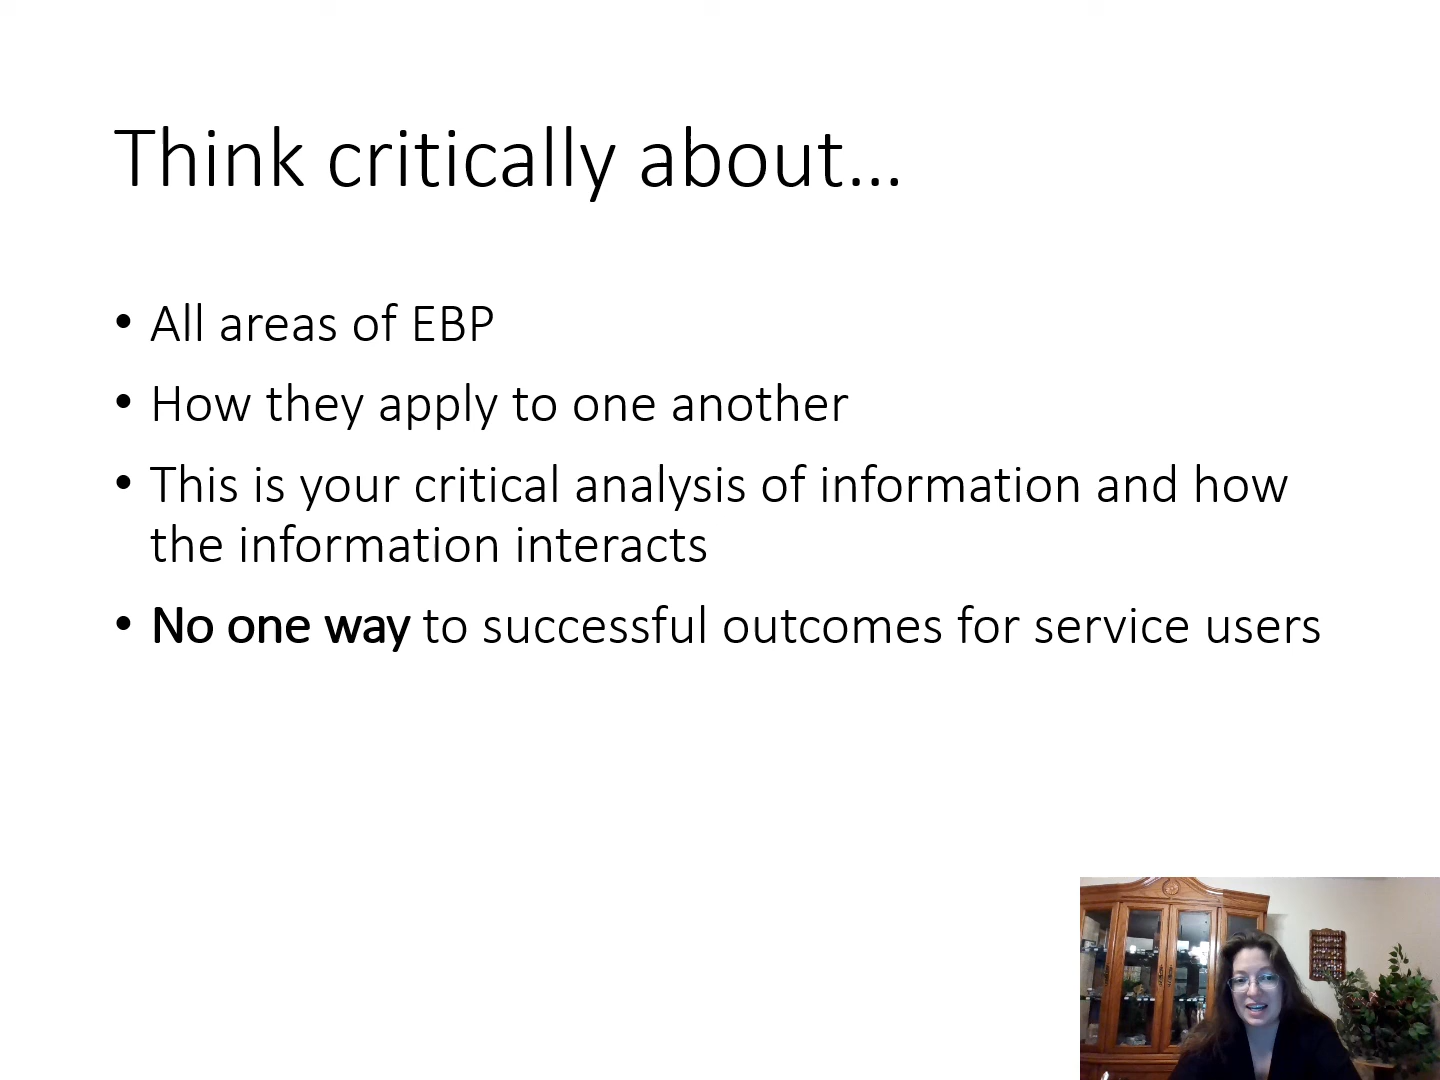 Think critically about…
• All areas of EBP
• How they apply to one another
• This is your critical analysis of information and how
the information interacts
• No one way to successful outcomes for service users